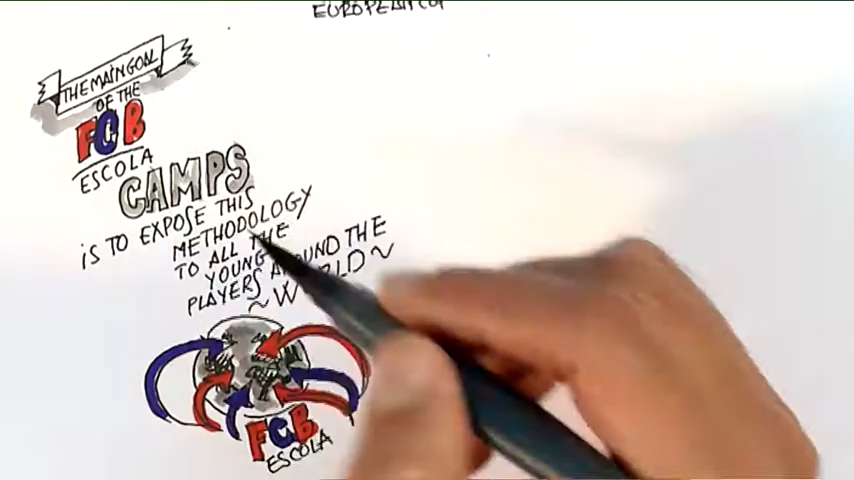 THE MAIN GOAL
OF THE
FCB
ESCOLA
CAMPS
iS TO EXPOSE THIS
METHODOLOGY
TO ALL THE
YOUNG
PLAYERS AROUND THE
~ WORLD ~
FCB
ESCOLA